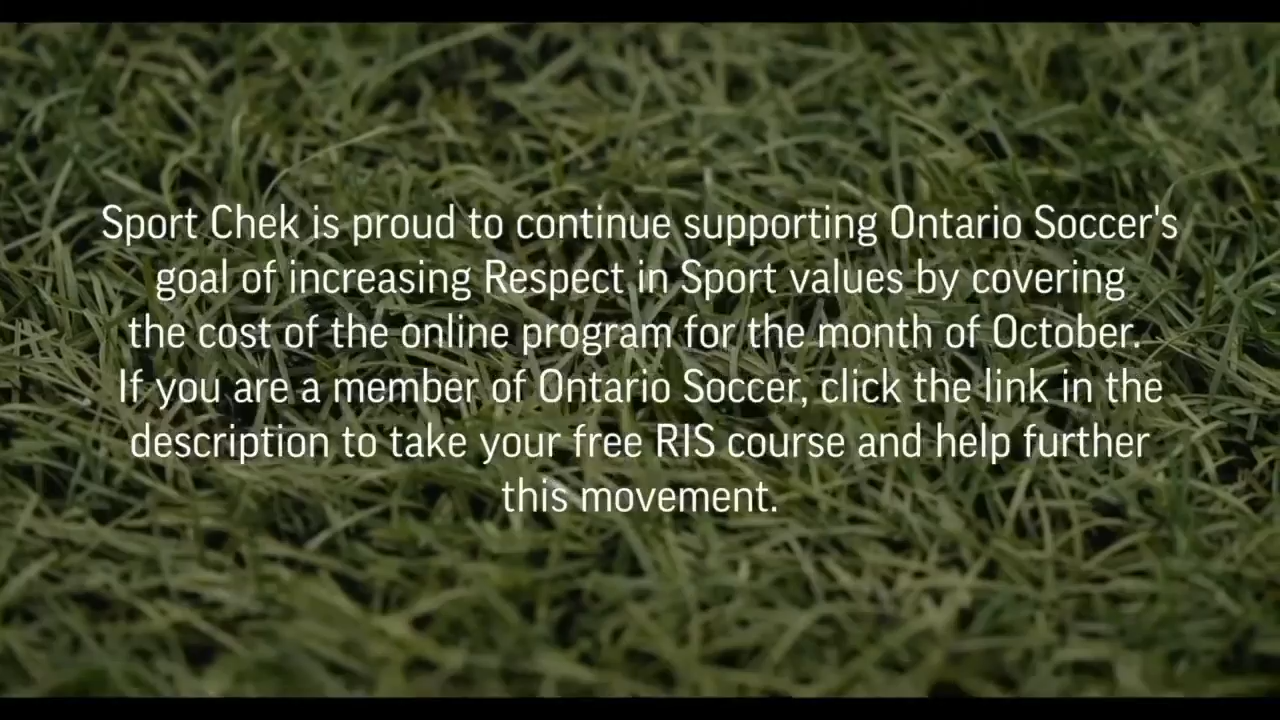 Sport Chek is proud to continue supporting Ontario Soccer's
goal of increasing Respect in Sport values by covering
the cost of the online program for the month of October.
If you are a member of Ontario Soccer, click the link in the
description to take your free RIS course and help further
this movement.